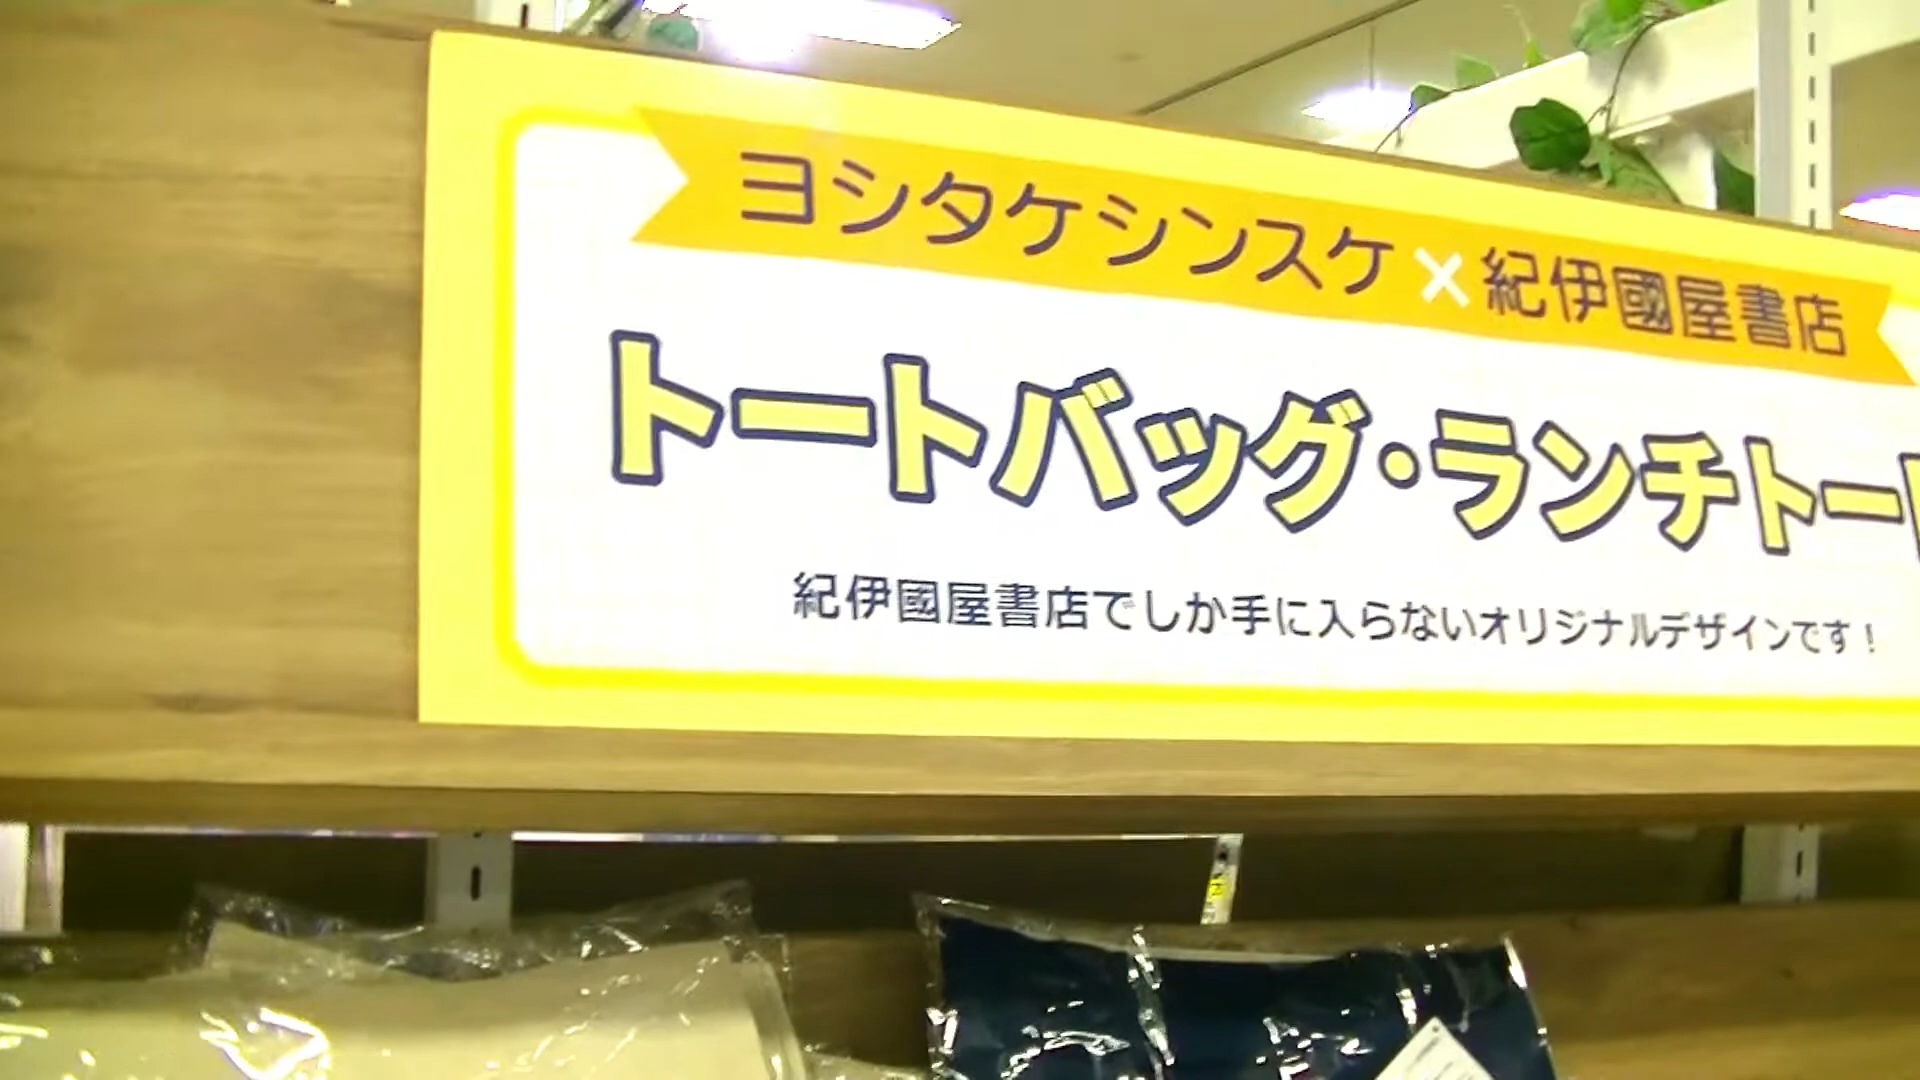 ヨシタケシンスケ×紀伊國屋書店
トートバッグ・ランチトー
紀伊國屋書店でしか手に入らないオリジナルデザインです！